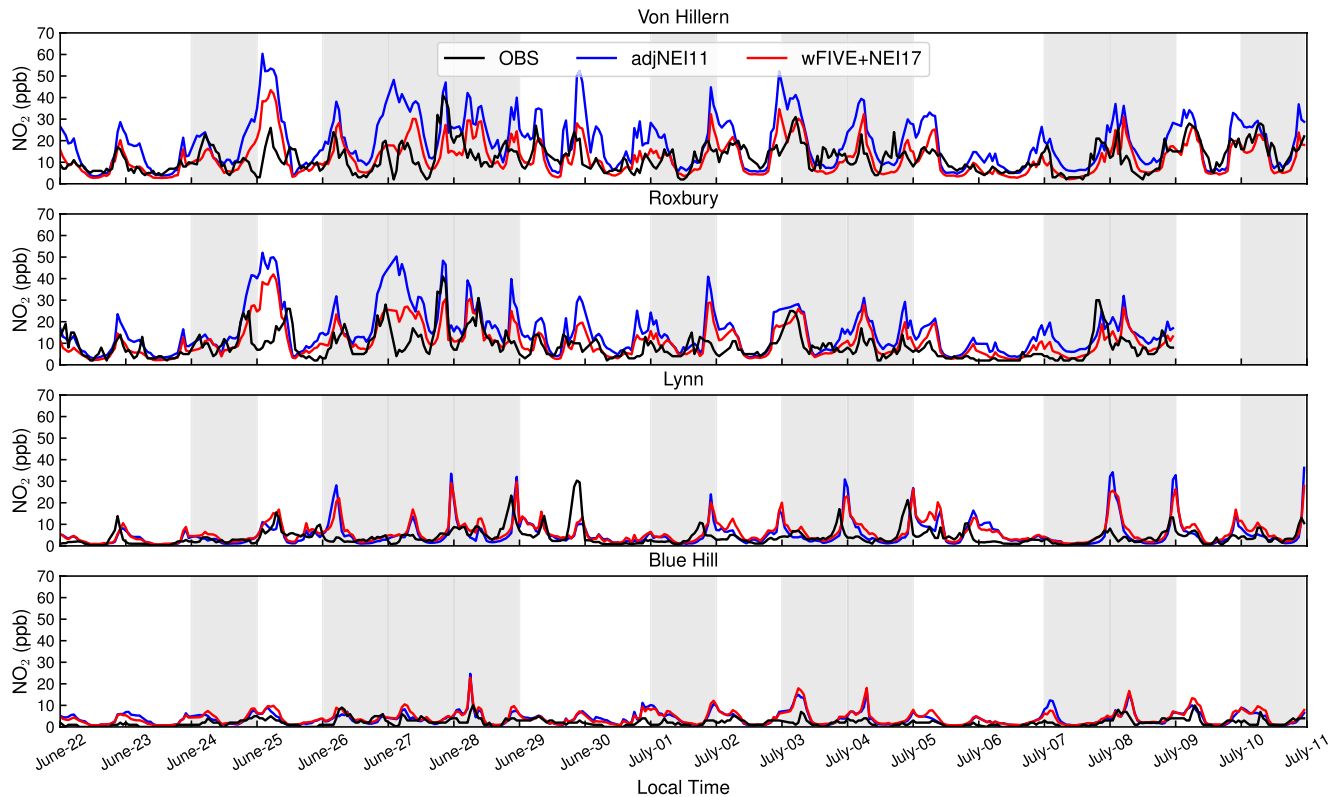 Von Hillern
NO₂ (ppb)
70
60
50
40
30
20
10
0
OBS adjNEI11 wFIVE+NEI17
Roxbury
NO₂ (ppb)
70
60
50
40
30
20
10
0
Lynn
NO₂ (ppb)
70
60
50
40
30
20
10
0
Blue Hill
NO₂ (ppb)
70
60
50
40
30
20
10
0
June-22 June-23 June-24 June-25 June-26 June-27 June-28 June-29 June-30 July-01 July-02 July-03 July-04 July-05 July-06 July-07 July-08 July-09 July-10 July-11
Local Time